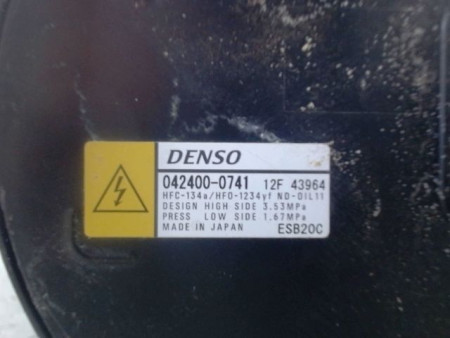 DENSO
042400-0741 12F 43964
HFC-134a/HFO-1234yf ND-OIL11
DESIGN HIGH SIDE 3.53MPa
PRESS LOW SIDE 1.67MPa
MADE IN JAPAN ESB20C